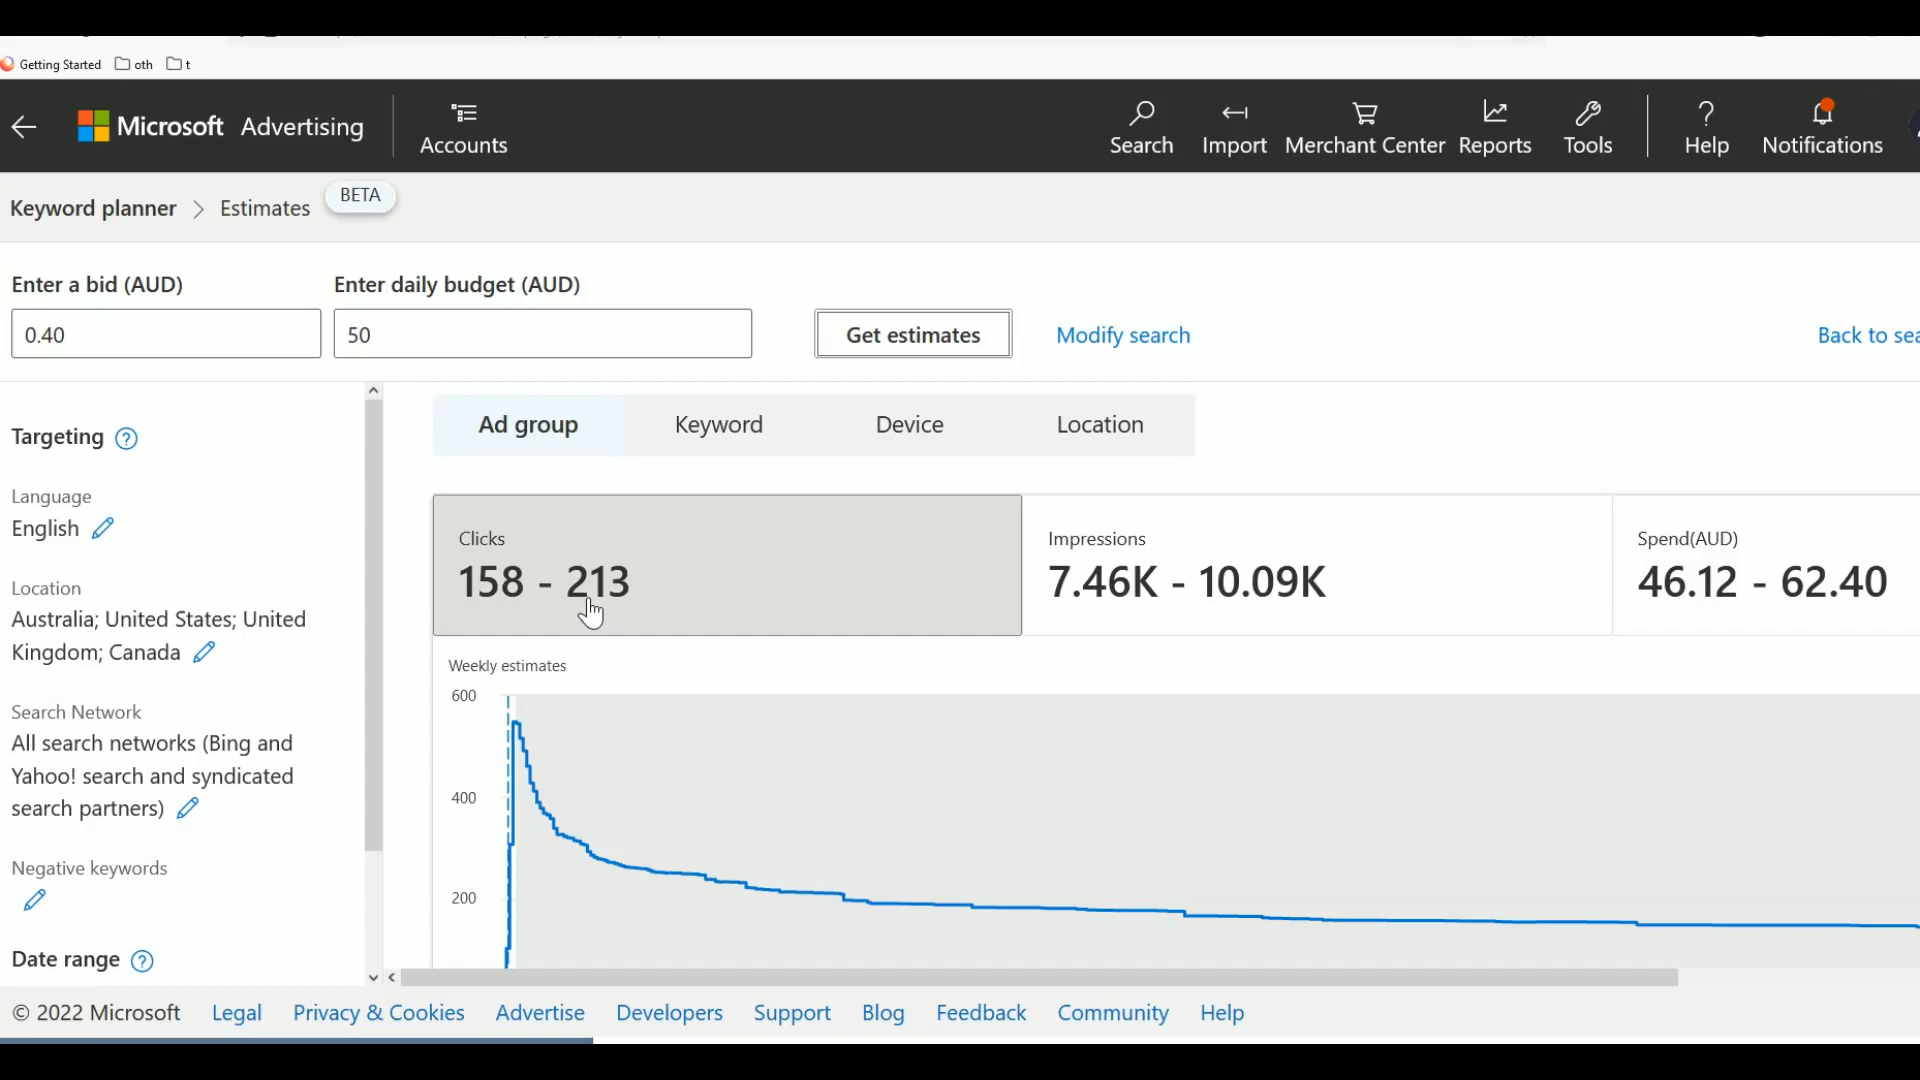 Getting Started oth t
Microsoft Advertising
Accounts
Search Import Merchant Center Reports Tools Help Notifications
Keyword planner > Estimates BETA
Enter a bid (AUD) Enter daily budget (AUD)
0.40 50 Get estimates Modify search Back to sea
Targeting ?
Language
English
Location
Australia; United States; United
Kingdom; Canada
Search Network
All search networks (Bing and
Yahoo! search and syndicated
search partners)
Negative keywords
Date range ?
Ad group Keyword Device Location
Clicks
158 - 213
Impressions
7.46K - 10.09K
Spend(AUD)
46.12 - 62.40
Weekly estimates
600
400
200
© 2022 Microsoft Legal Privacy & Cookies Advertise Developers Support Blog Feedback Community Help